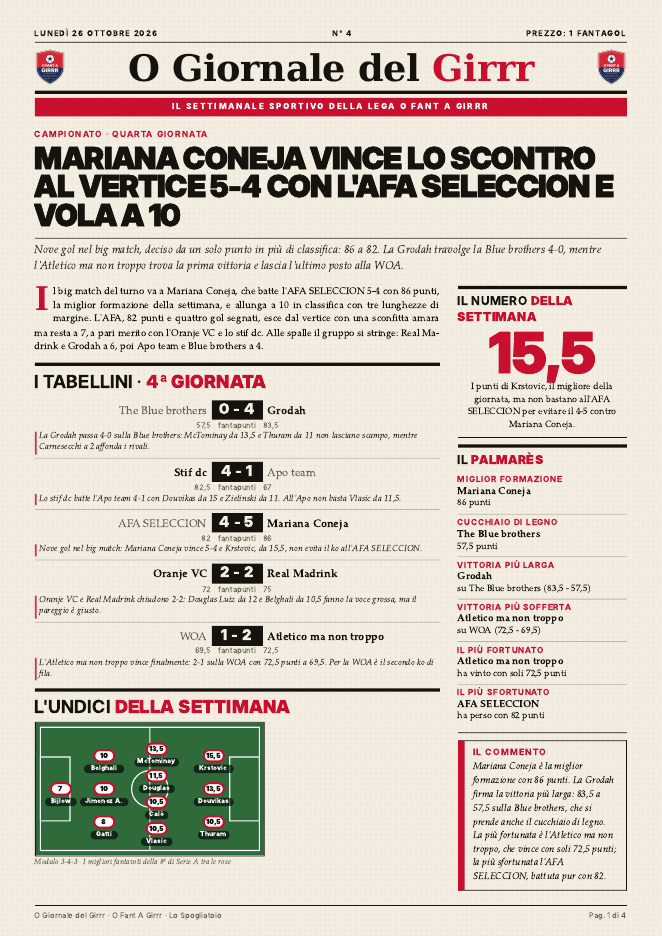 LUNEDÌ 26 OTTOBRE 2026
N° 4
PREZZO: 1 FANTAGOL
O Giornale del Girrr
IL SETTIMANALE SPORTIVO DELLA LEGA O FANT A GIRRR
CAMPIONATO · QUARTA GIORNATA
MARIANA CONEJA VINCE LO SCONTRO
AL VERTICE 5-4 CON L'AFA SELECCION E
VOLA A 10
Nove gol nel big match, deciso da un solo punto in più di classifica: 86 a 82. La Grodah travolge la Blue brothers 4-0, mentre
l'Atletico ma non troppo trova la prima vittoria e lascia l'ultimo posto alla WOA.
Il big match del turno va a Mariana Coneja, che batte l'AFA SELECCION 5-4 con 86 punti,
la miglior formazione della settimana, e allunga a 10 in classifica con tre lunghezze di
margine. L'AFA, 82 punti e quattro gol segnati, esce dal vertice con una sconfitta amara
ma resta a 7, a pari merito con l'Oranje VC e lo stif dc. Alle spalle il gruppo si stringe: Real Ma-
drink e Grodah a 6, poi Apo team e Blue brothers a 4.
I TABELLINI · 4ª GIORNATA
The Blue brothers 0 - 4 Grodah
57,5 fantapunti 83,5
La Grodah passa 4-0 sulla Blue brothers: McTominay da 13,5 e Thuram da 11 non lasciano scampo, mentre
Carnesecchi a 2 affonda i rivali.
Stif dc 4 - 1 Apo team
82,5 fantapunti 67
Lo stif dc batte l'Apo team 4-1 con Douvikas da 15 e Zielinski da 11. All'Apo non basta Vlasic da 11,5.
AFA SELECCION 4 - 5 Mariana Coneja
82 fantapunti 86
Nove gol nel big match: Mariana Coneja vince 5-4 e Krstovic, da 15,5, non evita il ko all'AFA SELECCION.
Oranje VC 2 - 2 Real Madrink
72 fantapunti 75
Oranje VC e Real Madrink chiudono 2-2: Douglas Luiz da 12 e Belghali da 10,5 fanno la voce grossa, ma il
pareggio è giusto.
WOA 1 - 2 Atletico ma non troppo
69,5 fantapunti 72,5
L'Atletico ma non troppo vince finalmente: 2-1 sulla WOA con 72,5 punti a 69,5. Per la WOA è il secondo ko di
fila.
L'UNDICI DELLA SETTIMANA
7
Bijlow
10
Belghali
10
Jimenez A.
8
Gatti
13,5
McTominay
11,5
Douglas
10,5
Calò
10,5
Vlasic
15,5
Krstovic
13,5
Douvikas
10,5
Thuram
Modulo 3-4-3 · I migliori fantavoti della 8ª di Serie A tra le rose
IL NUMERO DELLA
SETTIMANA
15,5
I punti di Krstovic, il migliore della
giornata, ma non bastano all'AFA
SELECCION per evitare il 4-5 contro
Mariana Coneja.
IL PALMARÈS
MIGLIOR FORMAZIONE
Mariana Coneja
86 punti
CUCCHIAIO DI LEGNO
The Blue brothers
57,5 punti
VITTORIA PIÙ LARGA
Grodah
su The Blue brothers (83,5 - 57,5)
VITTORIA PIÙ SOFFERTA
Atletico ma non troppo
su WOA (72,5 - 69,5)
IL PIÙ FORTUNATO
Atletico ma non troppo
ha vinto con soli 72,5 punti
IL PIÙ SFORTUNATO
AFA SELECCION
ha perso con 82 punti
IL COMMENTO
Mariana Coneja è la miglior
formazione con 86 punti. La Grodah
firma la vittoria più larga: 83,5 a
57,5 sulla Blue brothers, che si
prende anche il cucchiaio di legno.
La più fortunata è l'Atletico ma non
troppo, che vince con soli 72,5 punti;
la più sfortunata l'AFA
SELECCION, battuta pur con 82.
O Giornale del Girrr · O Fant A Girrr · Lo Spogliatoio
Pag. 1 di 4